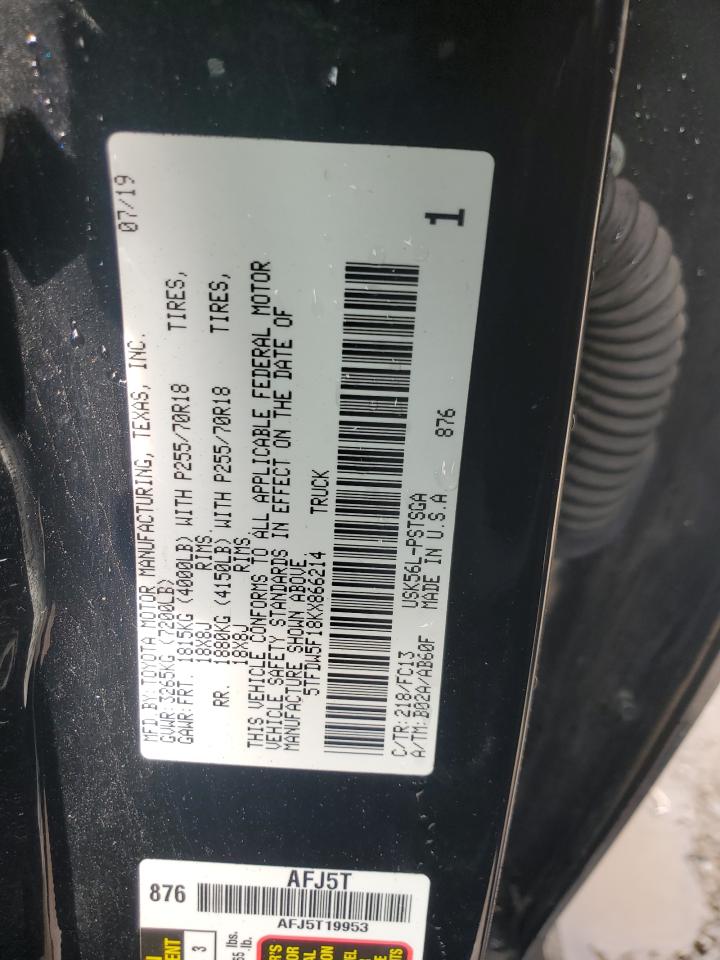 07/19
MFD. BY: TOYOTA MOTOR MANUFACTURING, TEXAS, INC.
GVWR: 3265KG (7200LB)
GAWR: FRT. 1815KG (4000LB) WITH P255/70R18 TIRES,
18X8J RIMS,
RR. 1880KG (4150LB) WITH P255/70R18 TIRES,
18X8J RIMS
THIS VEHICLE CONFORMS TO ALL APPLICABLE FEDERAL MOTOR
VEHICLE SAFETY STANDARDS IN EFFECT ON THE DATE OF
MANUFACTURE SHOWN ABOVE.
5TFDW5F18KX866214 TRUCK
C/TR: 218/FC13 USK56L-PSTSGA 876
A/TM: B02A/AB60F MADE IN U.S.A
1
876 AFJ5T
AFJ5T19953
3
lbs.
lb.